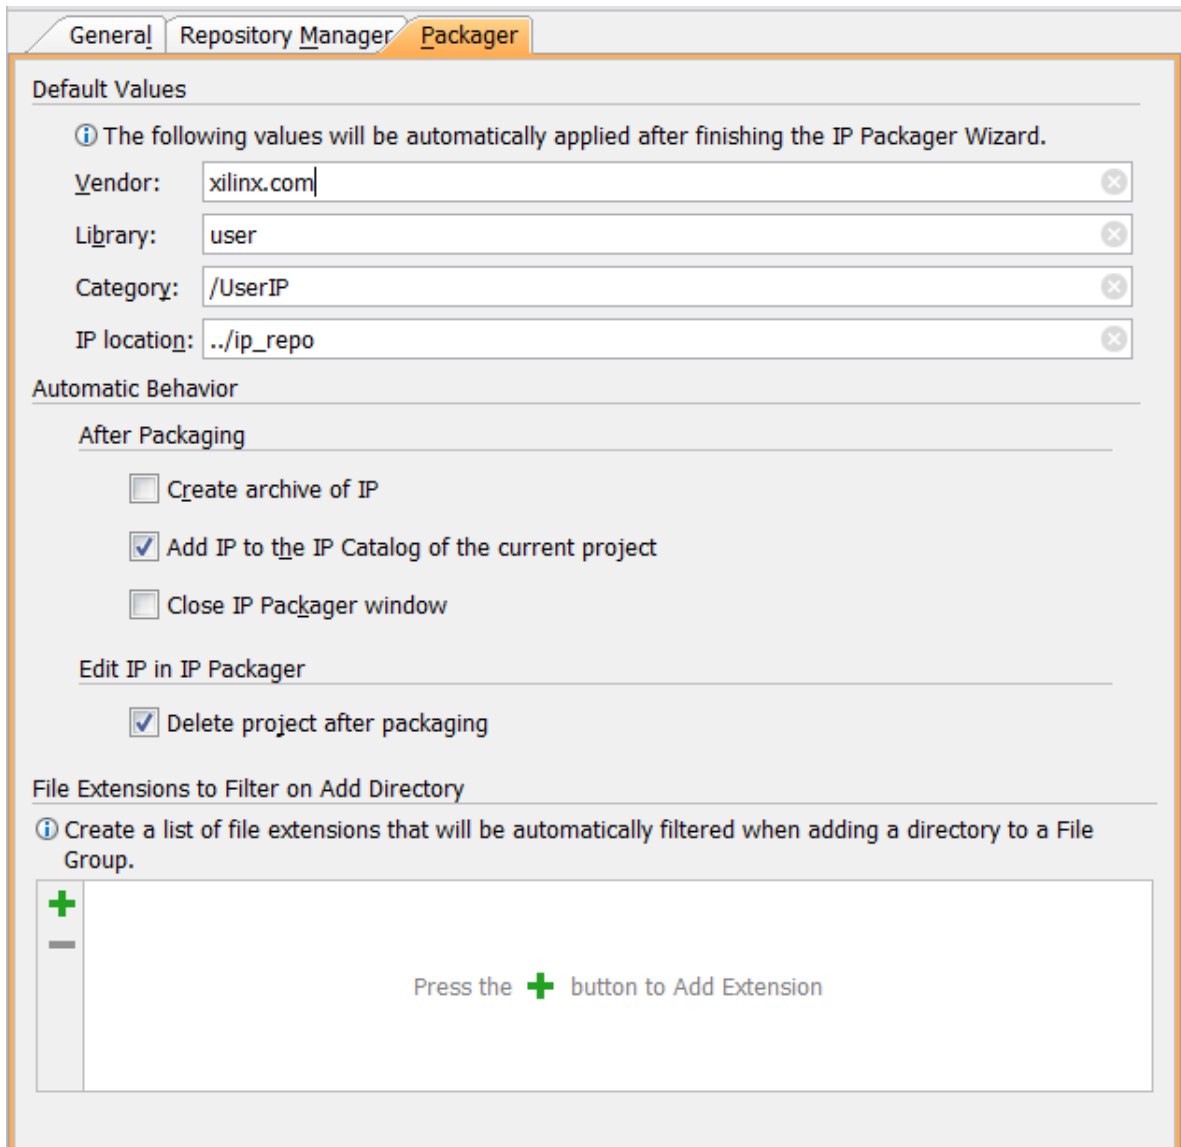 General Repository Manager Packager
Default Values
The following values will be automatically applied after finishing the IP Packager Wizard.
Vendor: xilinx.com
Library: user
Category: /UserIP
IP location: ../ip_repo
Automatic Behavior
After Packaging
Create archive of IP
Add IP to the IP Catalog of the current project
Close IP Packager window
Edit IP in IP Packager
Delete project after packaging
File Extensions to Filter on Add Directory
Create a list of file extensions that will be automatically filtered when adding a directory to a File
Group.
Press the + button to Add Extension